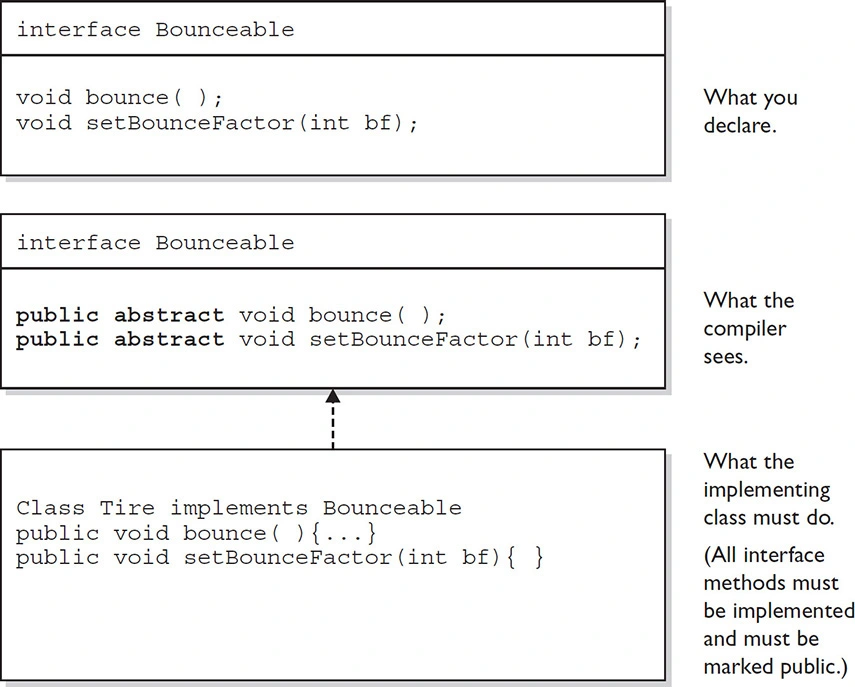 interface Bounceable
void bounce( );
void setBounceFactor(int bf);
What you
declare.
interface Bounceable
public abstract void bounce( );
public abstract void setBounceFactor(int bf);
What the
compiler
sees.
Class Tire implements Bounceable
public void bounce( ){...}
public void setBounceFactor(int bf){ }
What the
implementing
class must do.
(All interface
methods must
be implemented
and must be
marked public.)